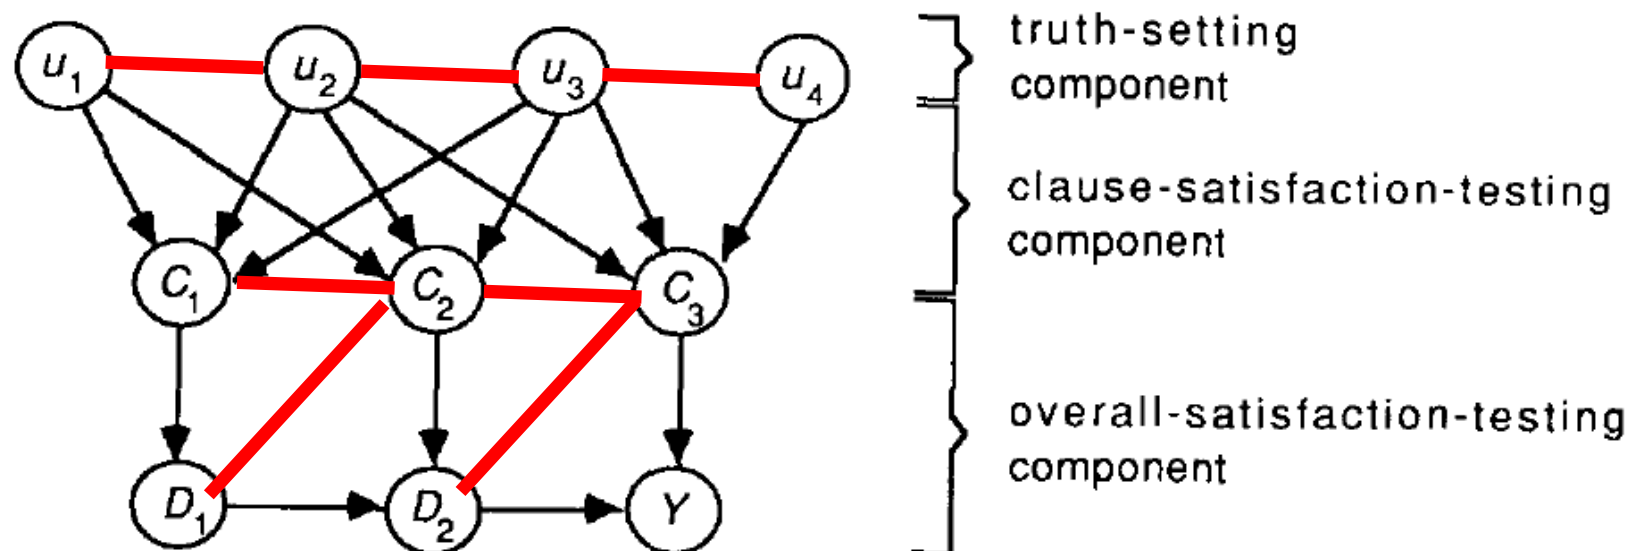 u1 u2 u3 u4
truth-setting
component
clause-satisfaction-testing
component
C1 C2 C3
overall-satisfaction-testing
component
D1 D2 Y